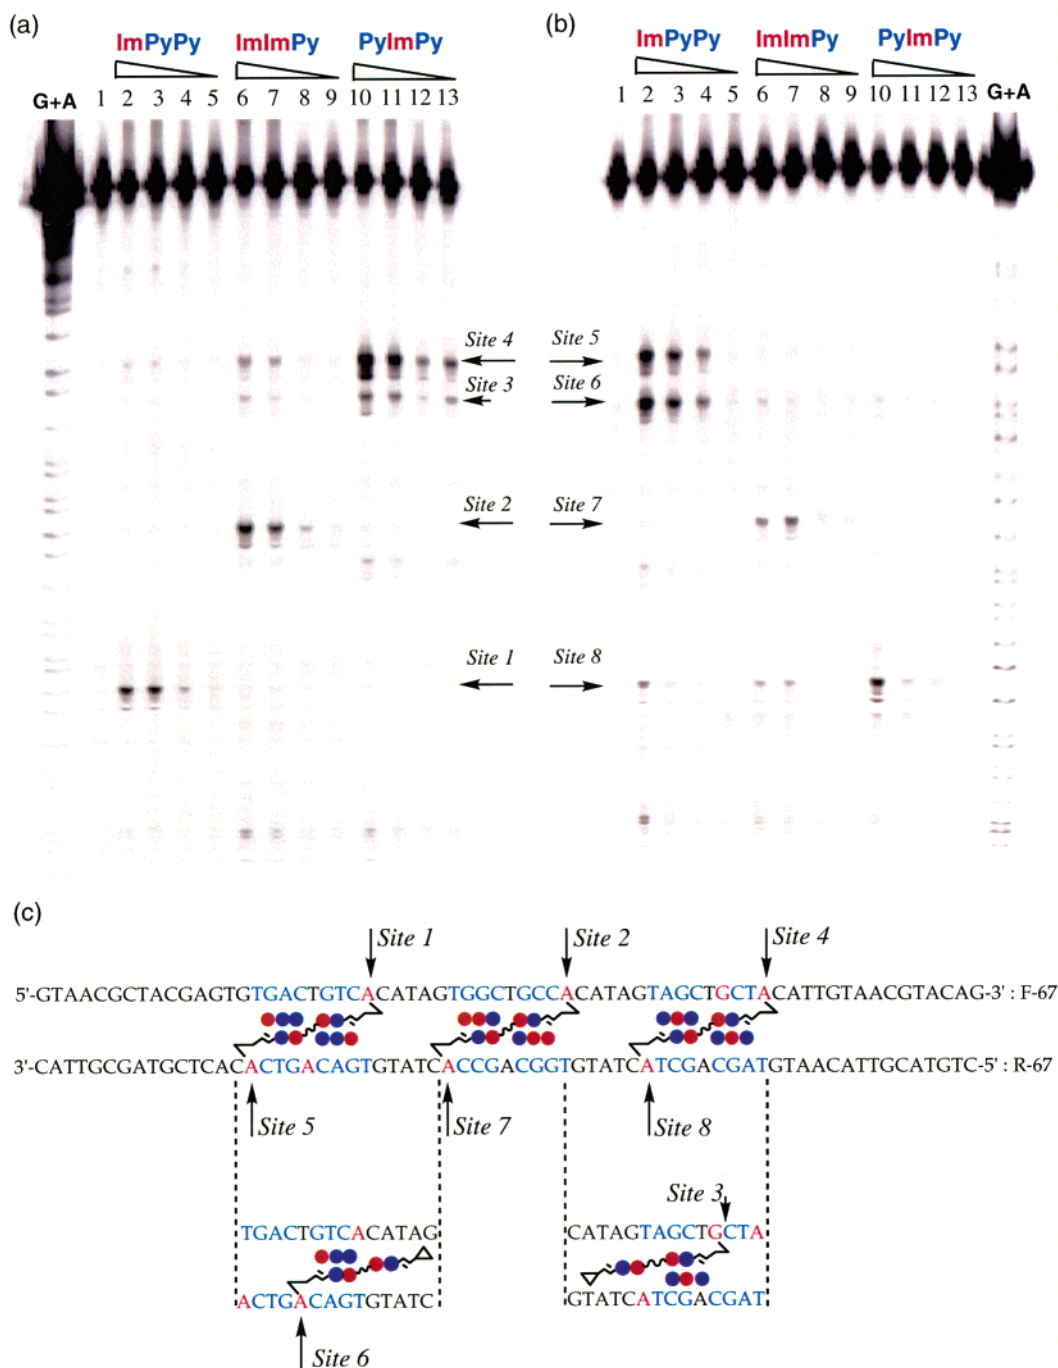 (a)
ImPyPy ImImPy PyImPy
G+A 1 2 3 4 5 6 7 8 9 10 11 12 13
(b)
ImPyPy ImImPy PyImPy
1 2 3 4 5 6 7 8 9 10 11 12 13 G+A
Site 4 Site 5
Site 3 Site 6
Site 2 Site 7
Site 1 Site 8
(c)
Site 1 Site 2 Site 4
5'-GTAACGCTACGAGTGTGACTGTCACATAGTGGCTGCCACATAGTAGCTGCTACATTGTAACGTACAG-3' : F-67
3'-CATTGCGATGCTCACACTGACAGTGTATCACCGACGGTGTATCATCGACGATGTAACATTGCATGTC-5' : R-67
Site 5 Site 7 Site 8
Site 3
TGACTGTCACATAG CATAGTAGCTGCTA
ACTGACAGTGTATC GTATCATCGACGAT
Site 6